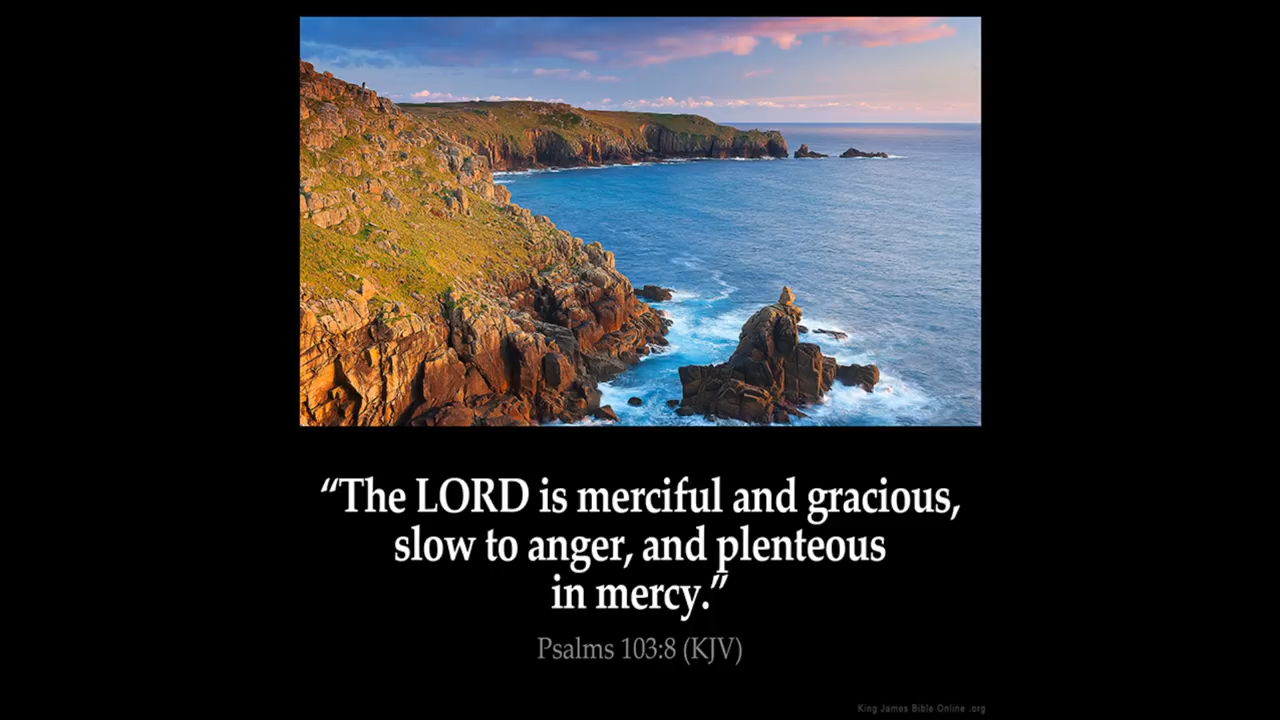 “The LORD is merciful and gracious,
slow to anger, and plenteous
in mercy.”
Psalms 103:8 (KJV)
King James Bible Online .org